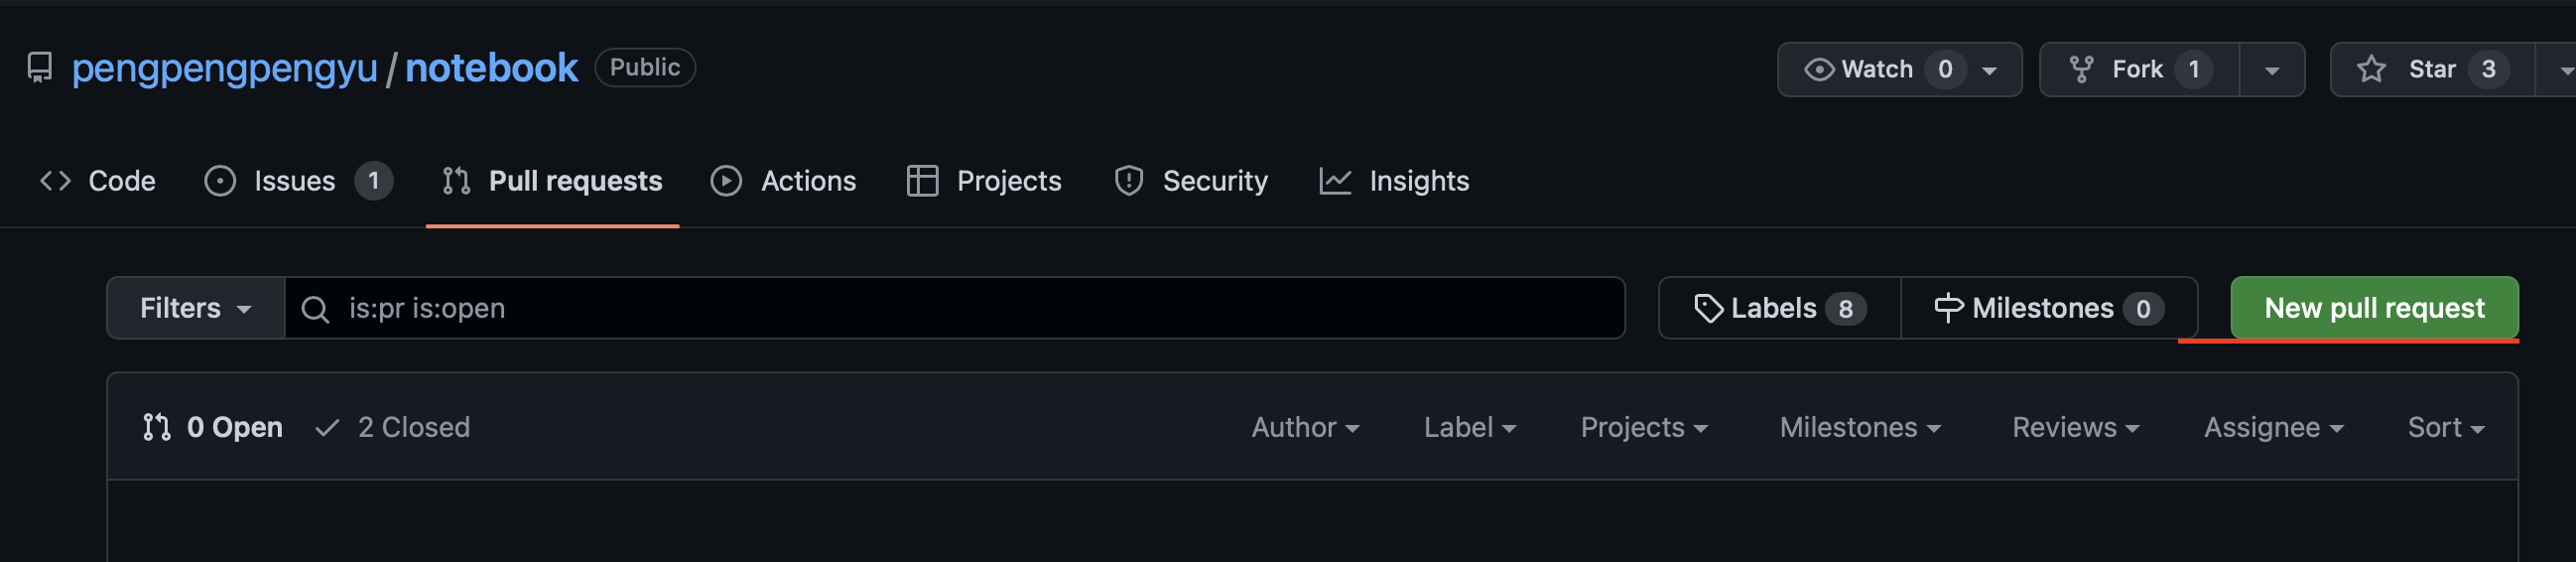 pengpengpengyu / notebook Public Watch 0 Fork 1 Star 3
Code Issues 1 Pull requests Actions Projects Security Insights
Filters is:pr is:open Labels 8 Milestones 0 New pull request
0 Open 2 Closed Author Label Projects Milestones Reviews Assignee Sort